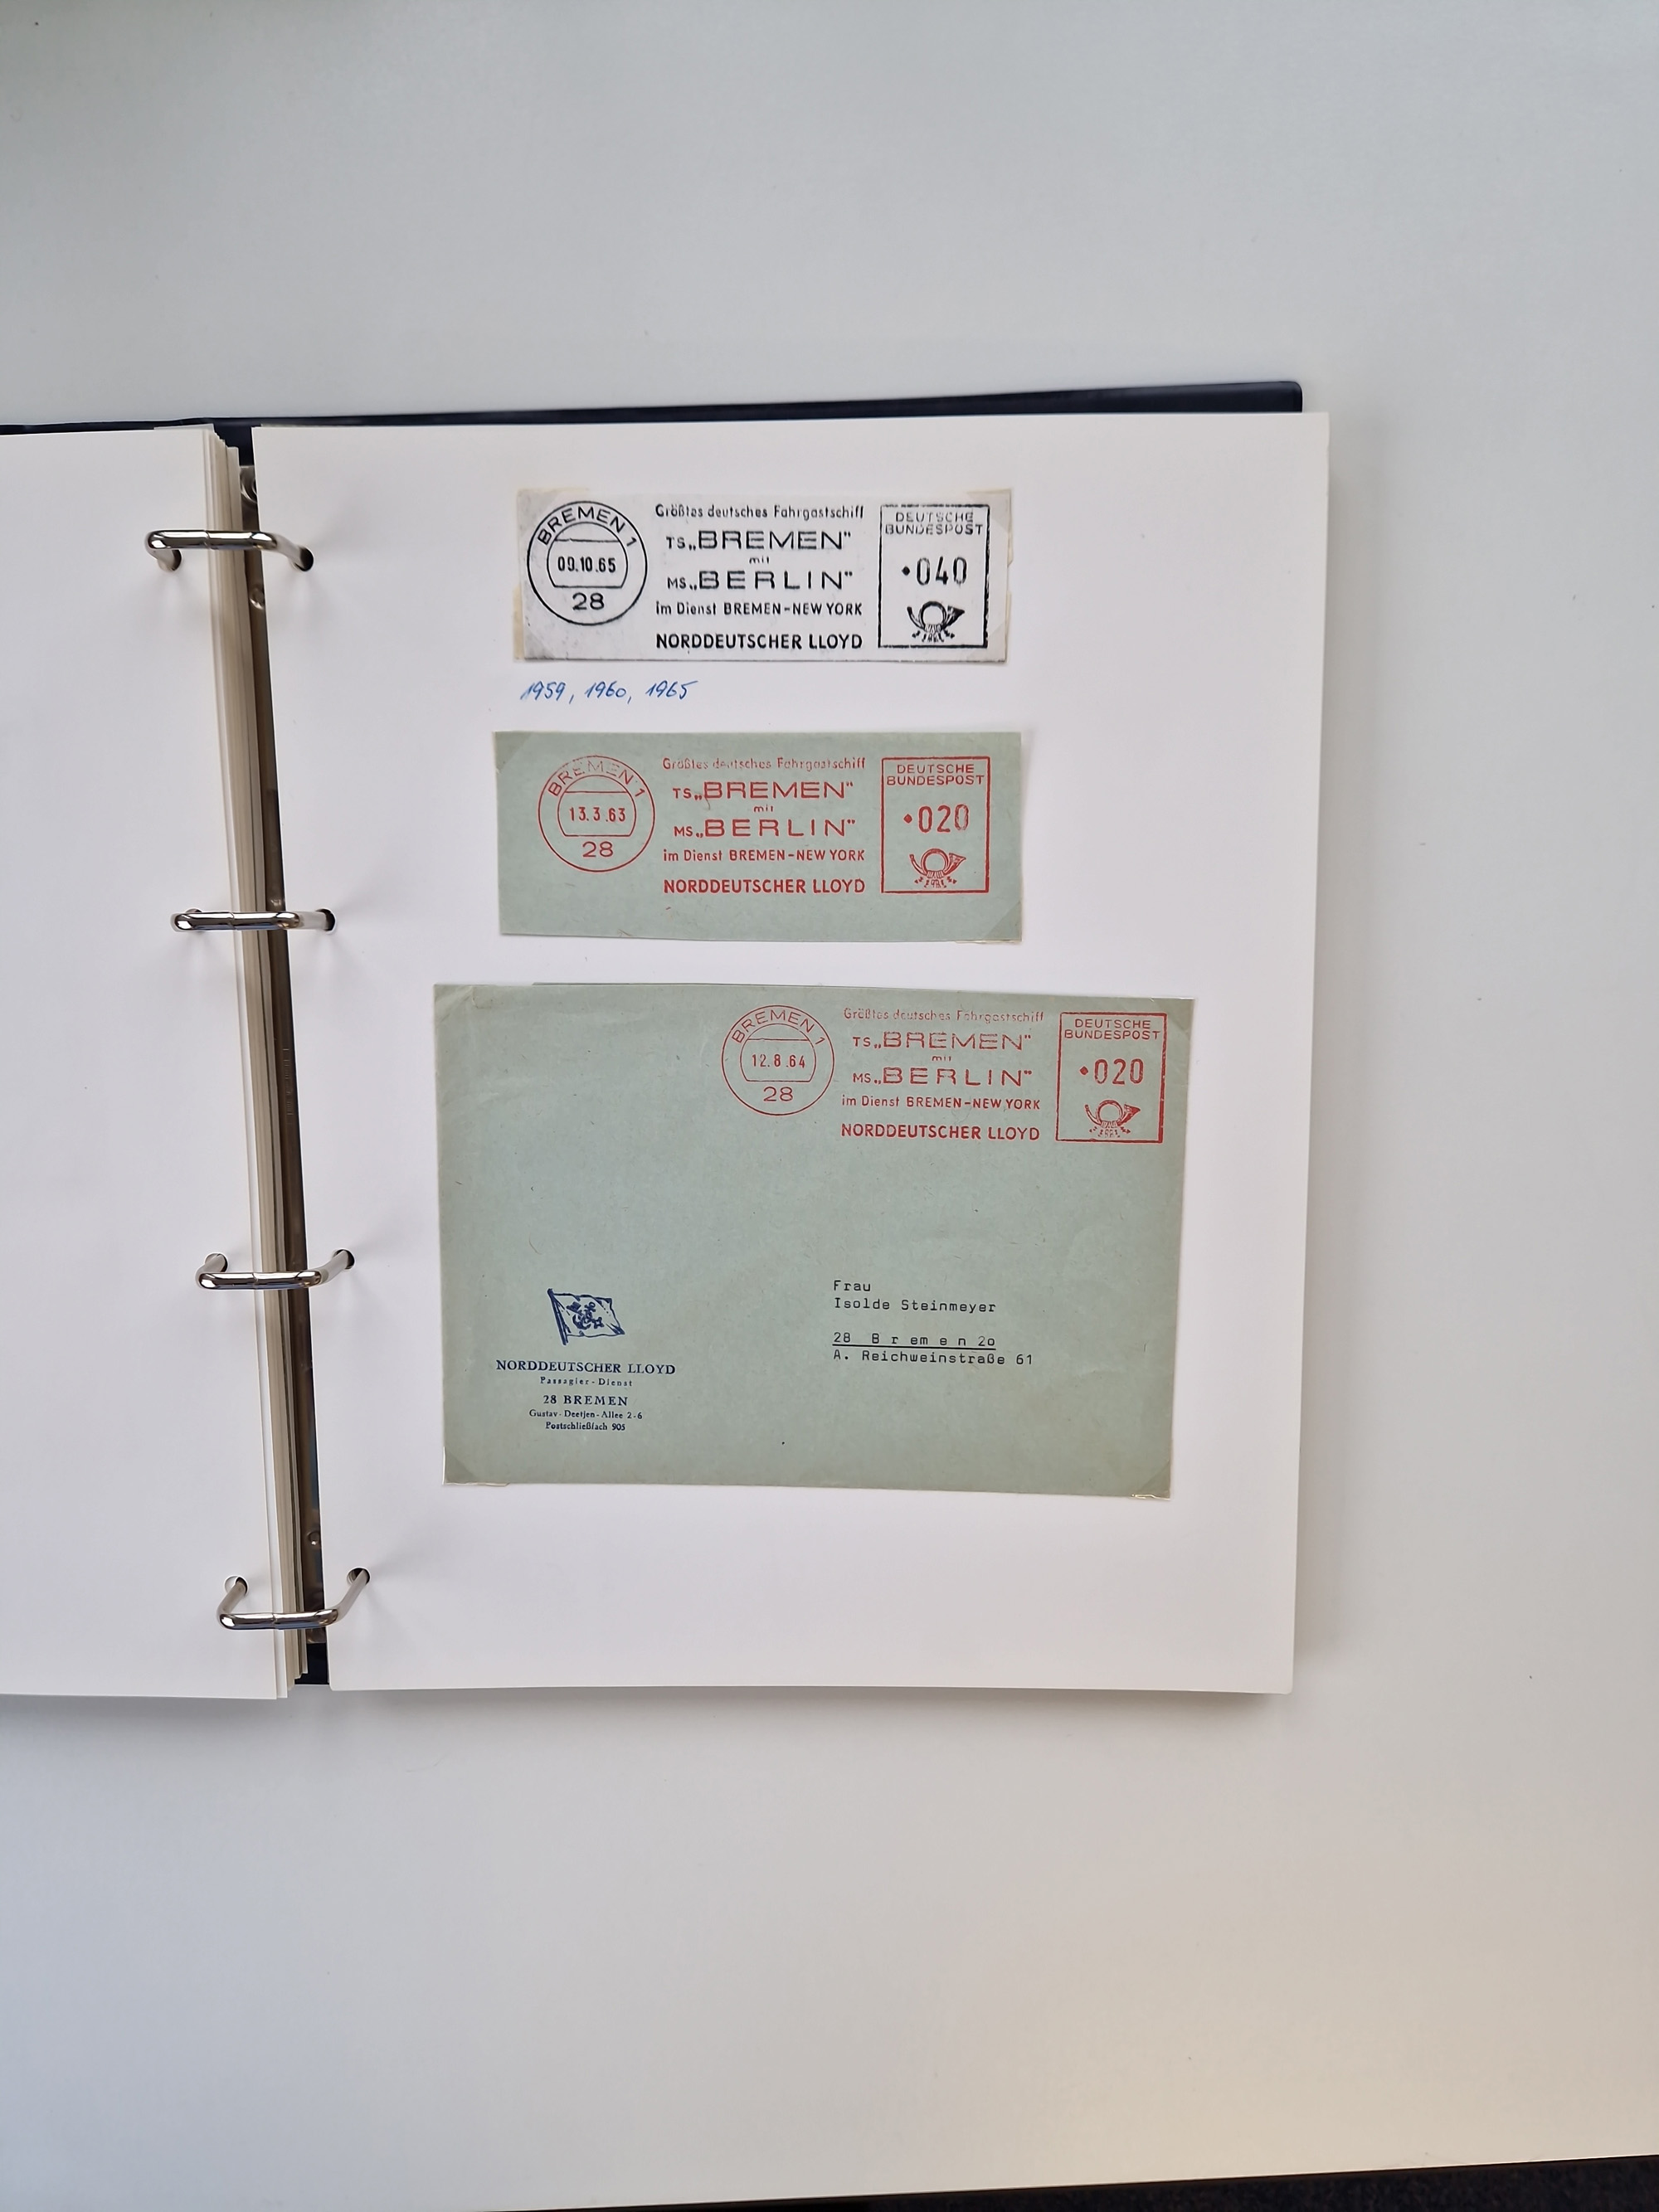 BREMEN 1
09.10.65
28
Größtes deutsches Fahrgastschiff
TS „BREMEN“
mit
MS „BERLIN“
im Dienst BREMEN-NEW YORK
NORDDEUTSCHER LLOYD
DEUTSCHE
BUNDESPOST
•040
1959, 1960, 1965
BREMEN 1
13.3.63
28
Größtes deutsches Fahrgastschiff
TS „BREMEN“
mit
MS „BERLIN“
im Dienst BREMEN-NEW YORK
NORDDEUTSCHER LLOYD
DEUTSCHE
BUNDESPOST
•020
BREMEN 1
12.8.64
28
Größtes deutsches Fahrgastschiff
TS „BREMEN“
mit
MS „BERLIN“
im Dienst BREMEN-NEW YORK
NORDDEUTSCHER LLOYD
DEUTSCHE
BUNDESPOST
•020
Frau
Isolde Steinmeyer
28 B r e m e n 2o
A. Reichweinstraße 61
NORDDEUTSCHER LLOYD
Passagier-Dienst
28 BREMEN
Gustav-Deetjen-Allee 2-6
Postschließfach 905